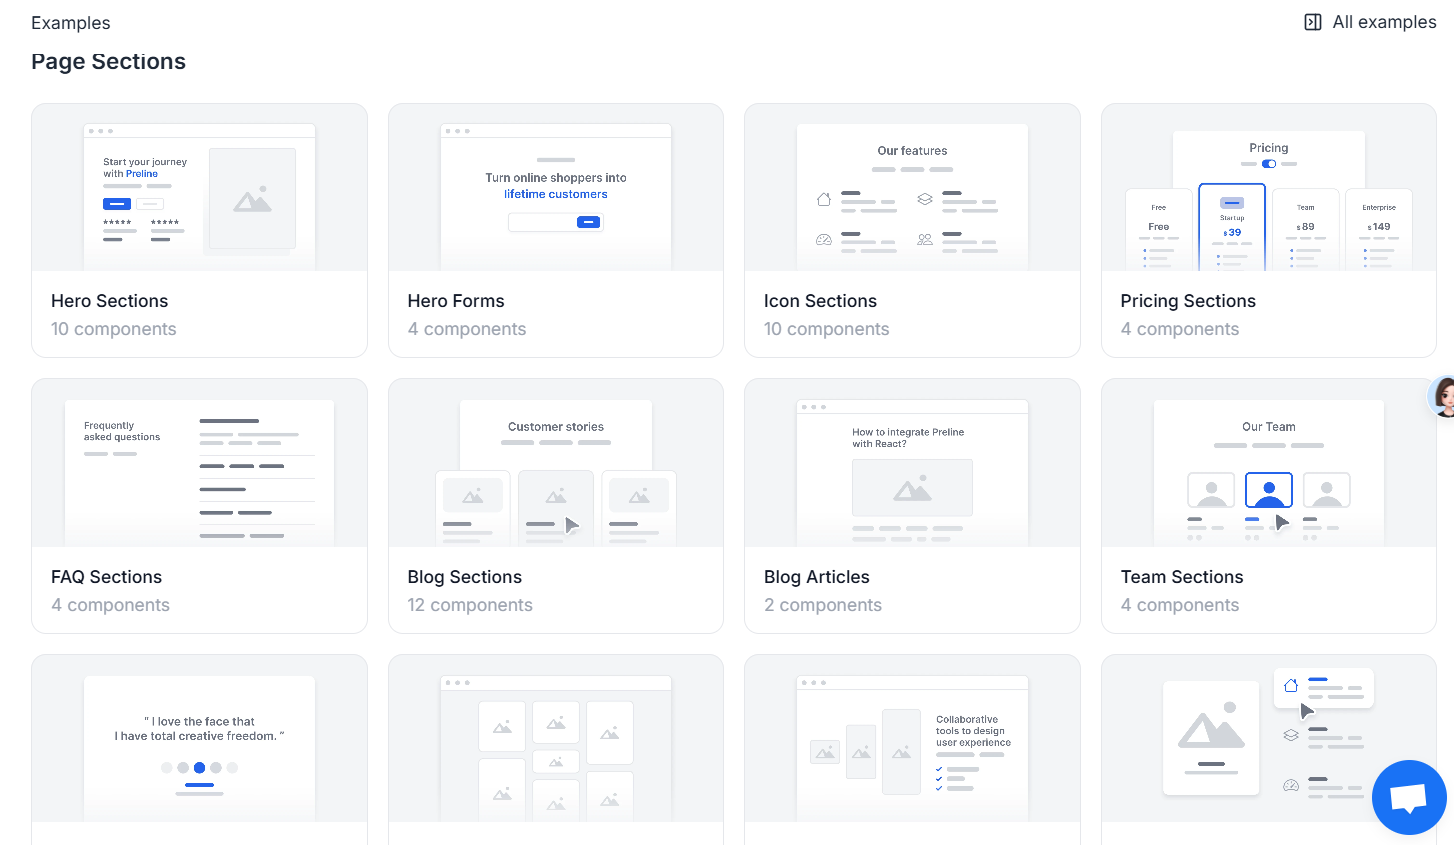 Examples
All examples
Page Sections
Start your journey
with Preline
★★★★★ ★★★★★
Hero Sections
10 components
Turn online shoppers into
lifetime customers
Hero Forms
4 components
Our features
Icon Sections
10 components
Pricing
Free
Free
Startup
$39
Team
$89
Enterprise
$149
Pricing Sections
4 components
Frequently
asked questions
FAQ Sections
4 components
Customer stories
Blog Sections
12 components
How to integrate Preline
with React?
Blog Articles
2 components
Our Team
Team Sections
4 components
" I love the face that
I have total creative freedom. "
Collaborative
tools to design
user experience